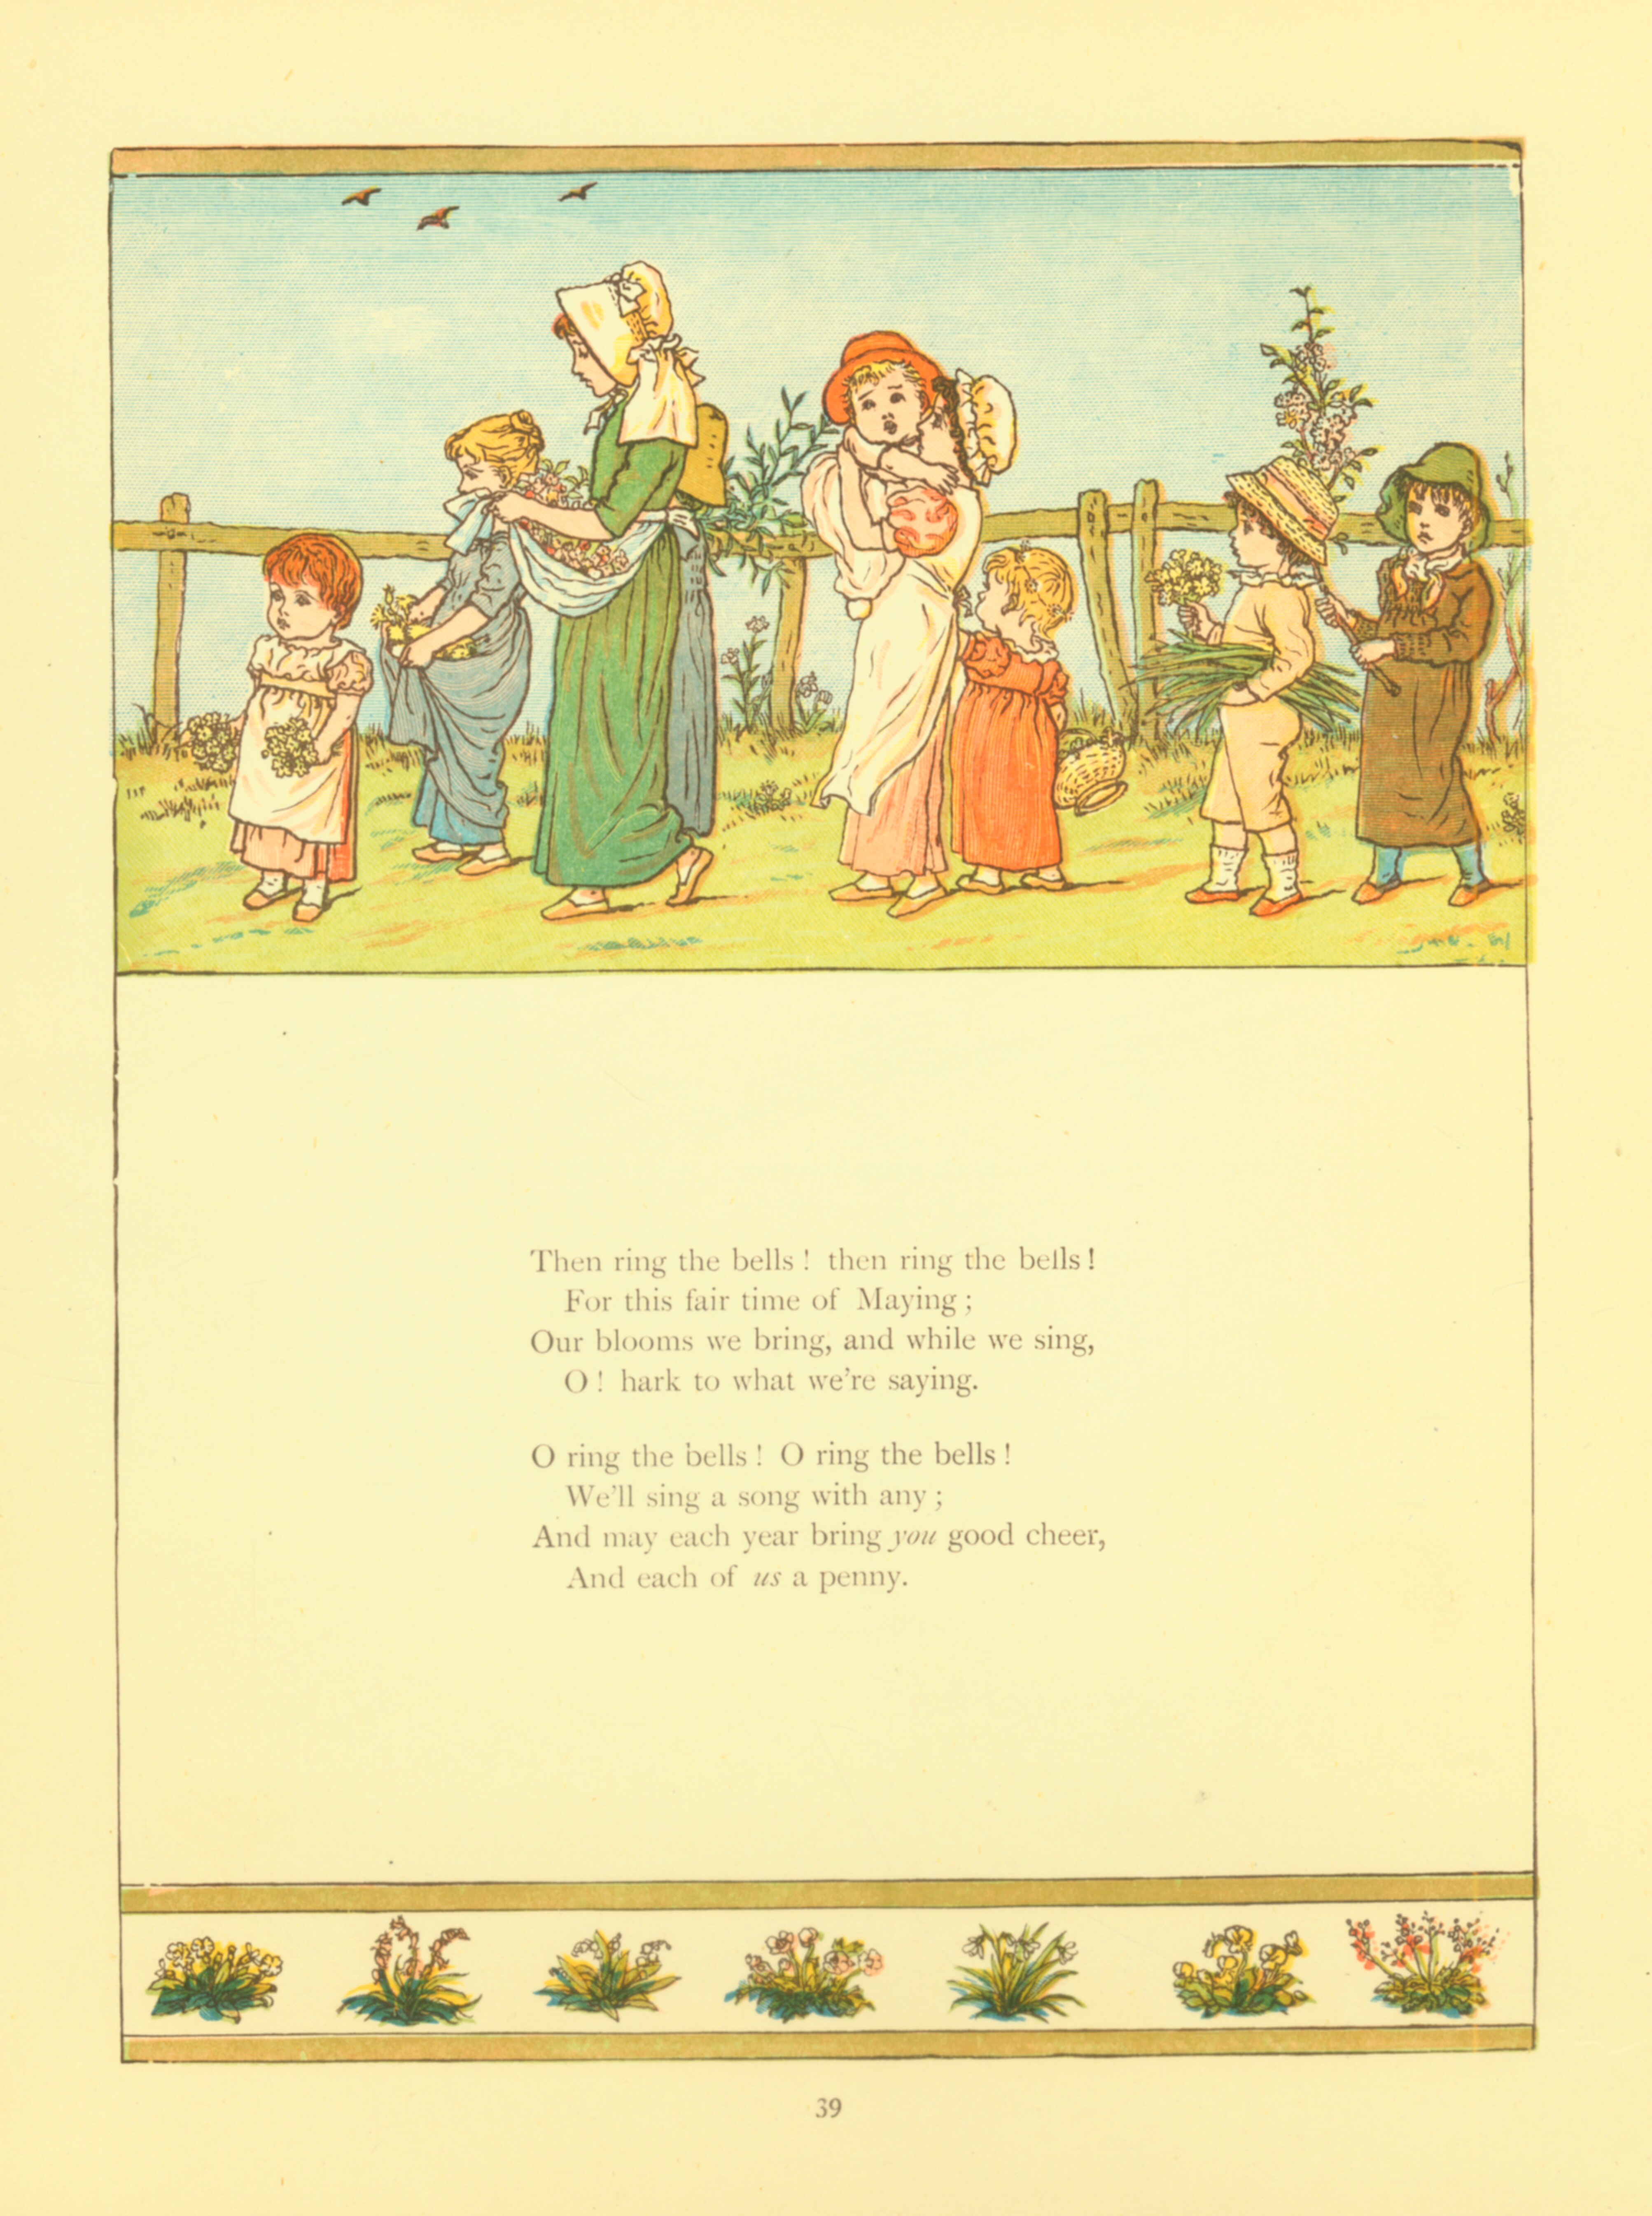 Then ring the bells! then ring the bells!
For this fair time of Maying;
Our blooms we bring, and while we sing,
O! hark to what we're saying.
O ring the bells! O ring the bells!
We'll sing a song with any;
And may each year bring you good cheer,
And each of us a penny.
39